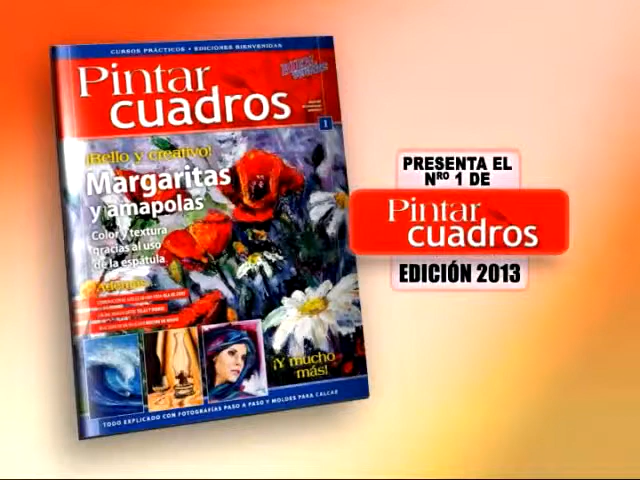 CURSOS PRÁCTICOS • EDICIONES BIENVENIDAS
Pintar
cuadros
1
¡Bello y creativo!
Margaritas
y amapolas
Color y textura
gracias al uso
de la espátula
Además...
¡Y mucho
más!
TODO EXPLICADO CON FOTOGRAFÍAS PASO A PASO Y MOLDES PARA CALCAR
PRESENTA EL
NRO 1 DE
Pintar
cuadros
EDICIÓN 2013